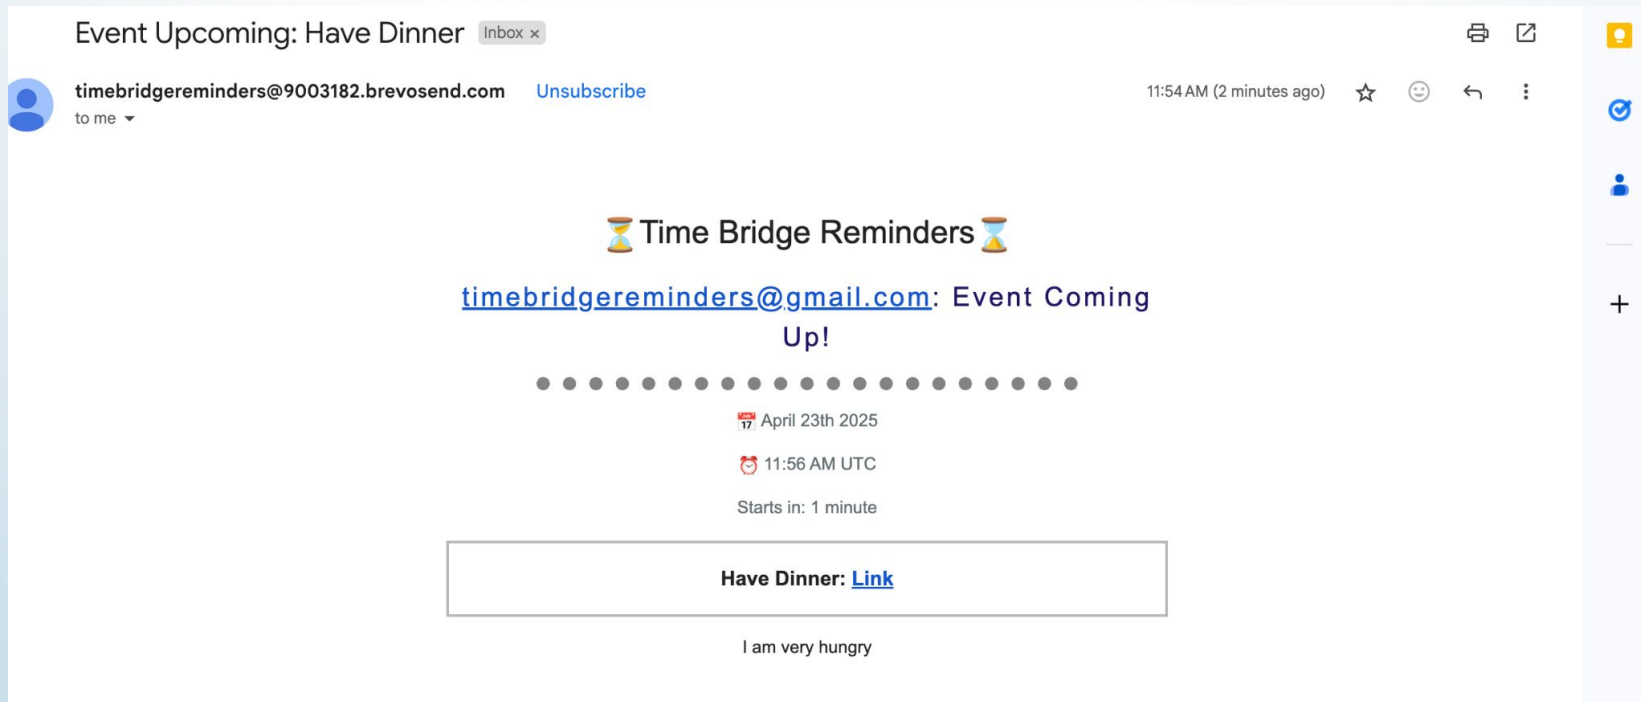 Event Upcoming: Have Dinner Inbox ×
timebridgereminders@9003182.brevosend.com Unsubscribe 11:54 AM (2 minutes ago)
to me
⏳Time Bridge Reminders⌛
timebridgereminders@gmail.com: Event Coming
Up!
📅 April 23th 2025
⏰ 11:56 AM UTC
Starts in: 1 minute
Have Dinner: Link
I am very hungry